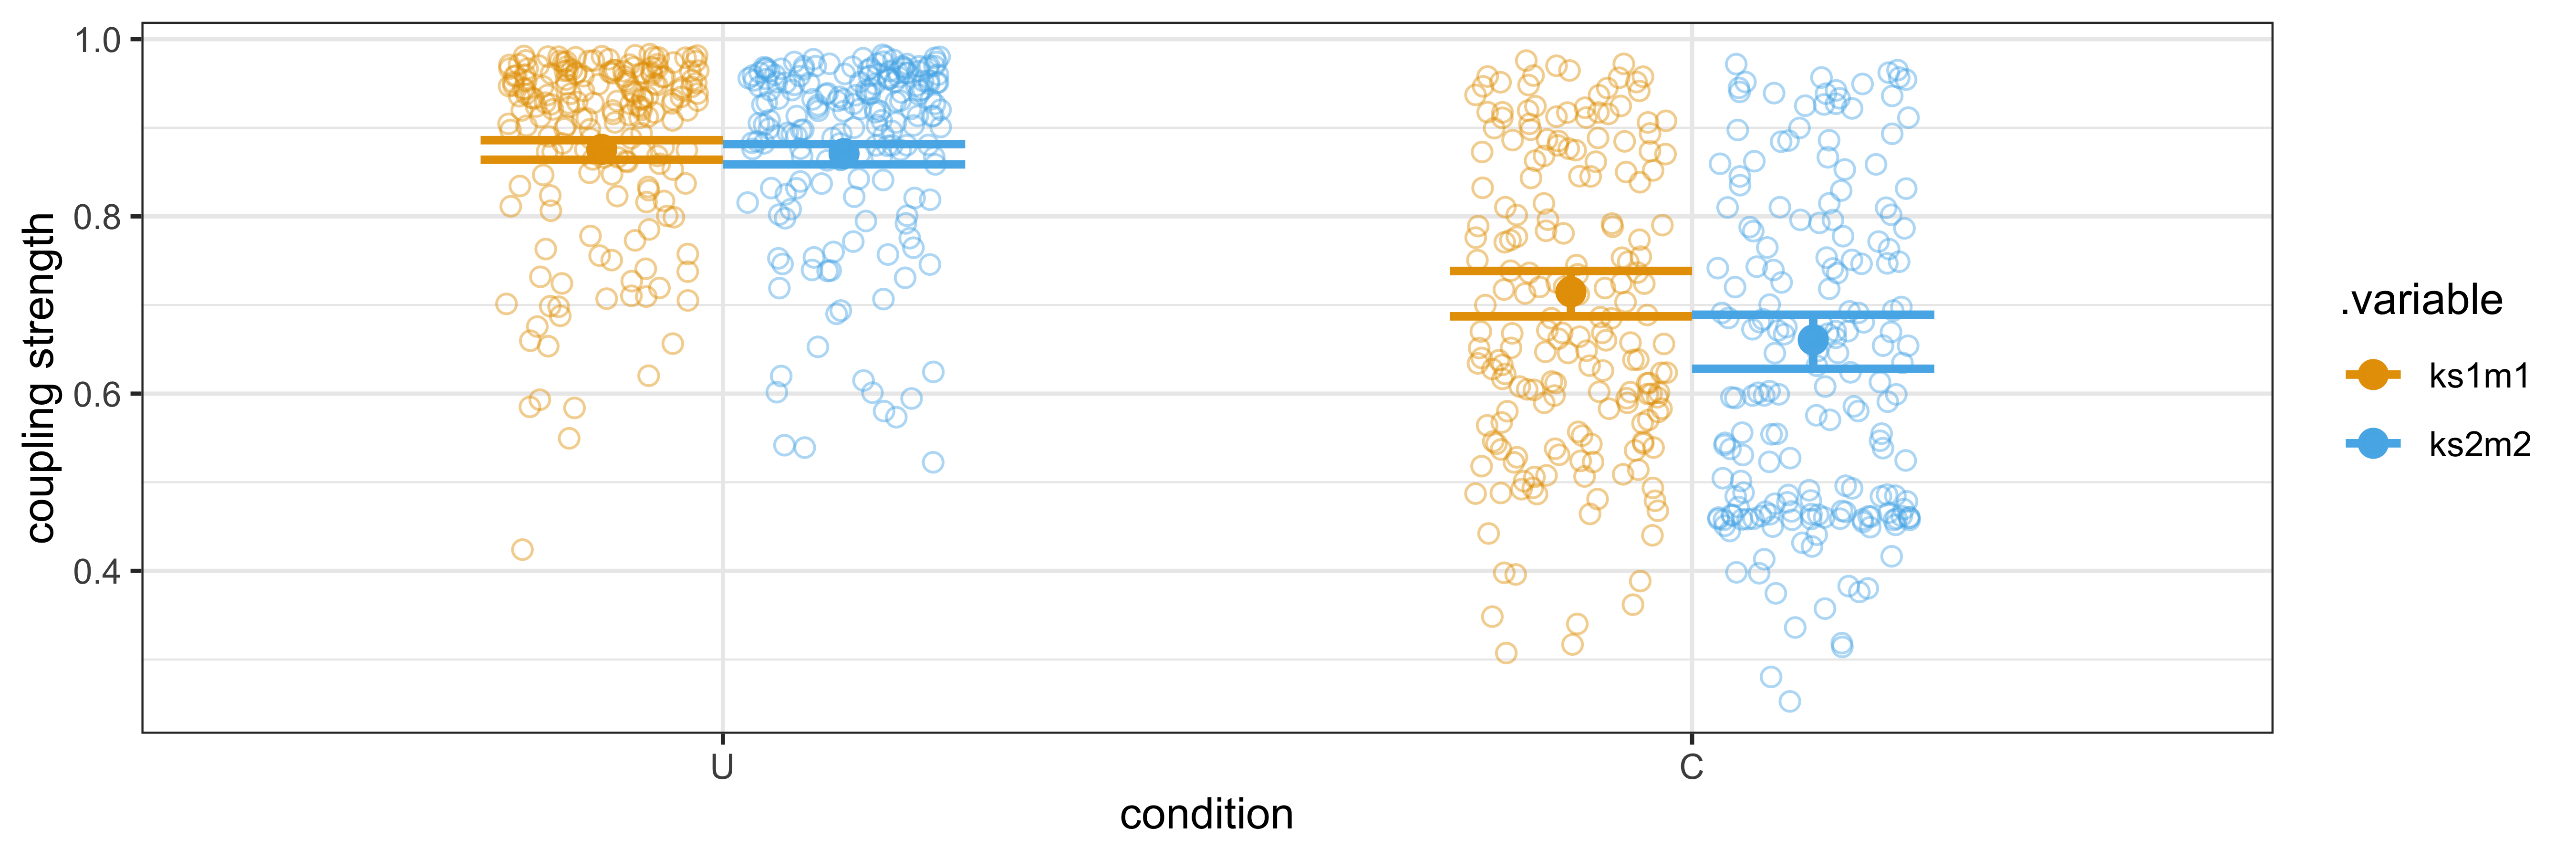 coupling strength
1.0
0.8
0.6
0.4
U
C
condition
.variable
ks1m1
ks2m2